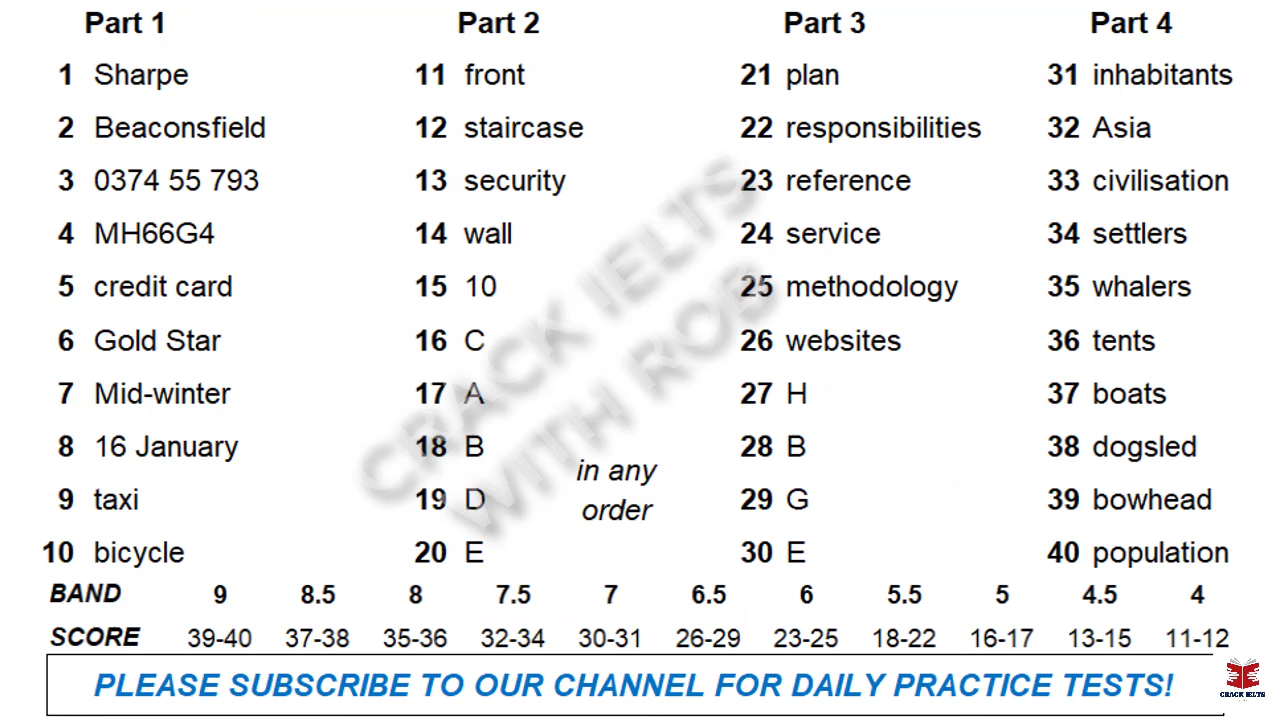 Part 1
1 Sharpe
2 Beaconsfield
3 0374 55 793
4 MH66G4
5 credit card
6 Gold Star
7 Mid-winter
8 16 January
9 taxi
10 bicycle
Part 2
11 front
12 staircase
13 security
14 wall
15 10
16 C
17 A
18 B
19 D
20 E
in any
order
Part 3
21 plan
22 responsibilities
23 reference
24 service
25 methodology
26 websites
27 H
28 B
29 G
30 E
Part 4
31 inhabitants
32 Asia
33 civilisation
34 settlers
35 whalers
36 tents
37 boats
38 dogsled
39 bowhead
40 population
CRACK IELTS
WITH ROB
BAND 9 8.5 8 7.5 7 6.5 6 5.5 5 4.5 4
SCORE 39-40 37-38 35-36 32-34 30-31 26-29 23-25 18-22 16-17 13-15 11-12
PLEASE SUBSCRIBE TO OUR CHANNEL FOR DAILY PRACTICE TESTS!
CRACK IELTS